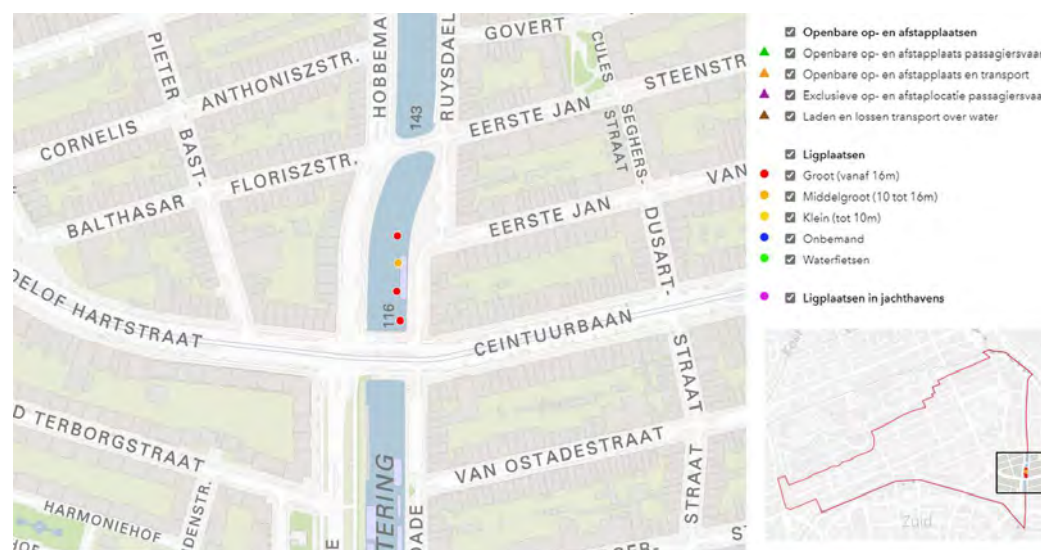 PIETER
BAST-
CORNELIS
ANTHONISZSTR.
HOBBEMA
RUYSDAEL
143
GOVERT
CULES
STEENSTR
SEGHERS-
STRAAT
EERSTE JAN
BALTHASAR
FLORISZSTR.
EERSTE JAN
VAN
DUSART-
STRAAT
ELOF HARTSTRAAT
116
CEINTUURBAAN
D TERBORGSTRAAT
VAN OSTADESTRAAT
STRAAT
TERING
ADE
HARMONIEHOF
HOF
DENSTR.
Openbare op- en afstapplaatsen
Openbare op- en afstapplaats passagiersvaa
Openbare op- en afstapplaats en transport
Exclusieve op- en afstaplocatie passagiersvaa
Laden en lossen transport over water
Ligplaatsen
Groot (vanaf 16m)
Middelgroot (10 tot 16m)
Klein (tot 10m)
Onbemand
Waterfietsen
Ligplaatsen in jachthavens
Zuid